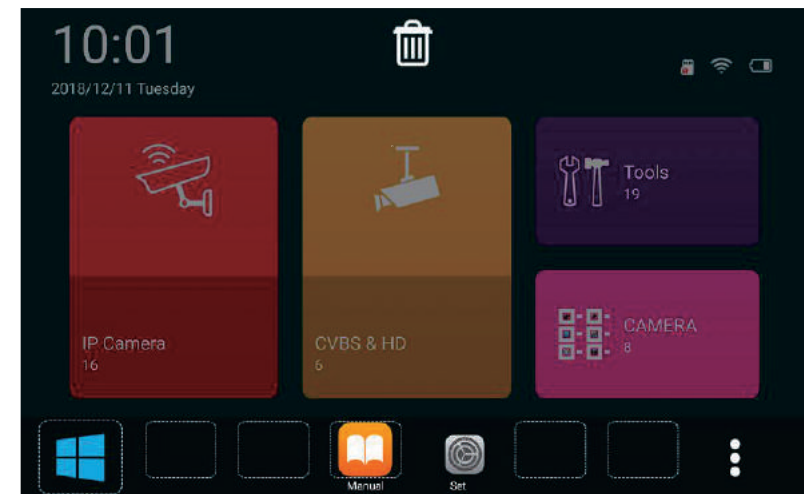 10:01
2018/12/11 Tuesday
Tools
19
IP Camera
16
CVBS & HD
6
CAMERA
8
Manual
Set